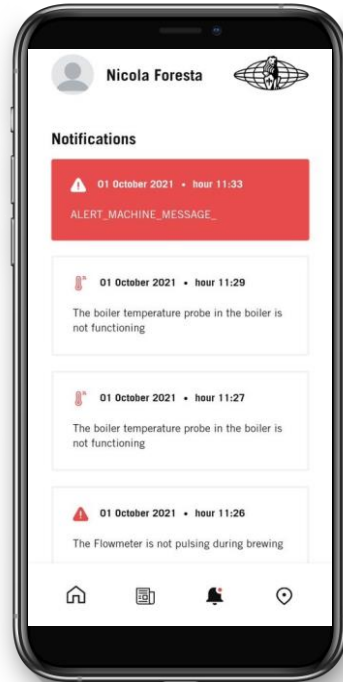 Nicola Foresta
Notifications
01 October 2021 • hour 11:33
ALERT_MACHINE_MESSAGE_
01 October 2021 • hour 11:29
The boiler temperature probe in the boiler is
not functioning
01 October 2021 • hour 11:27
The boiler temperature probe in the boiler is
not functioning
01 October 2021 • hour 11:26
The Flowmeter is not pulsing during brewing